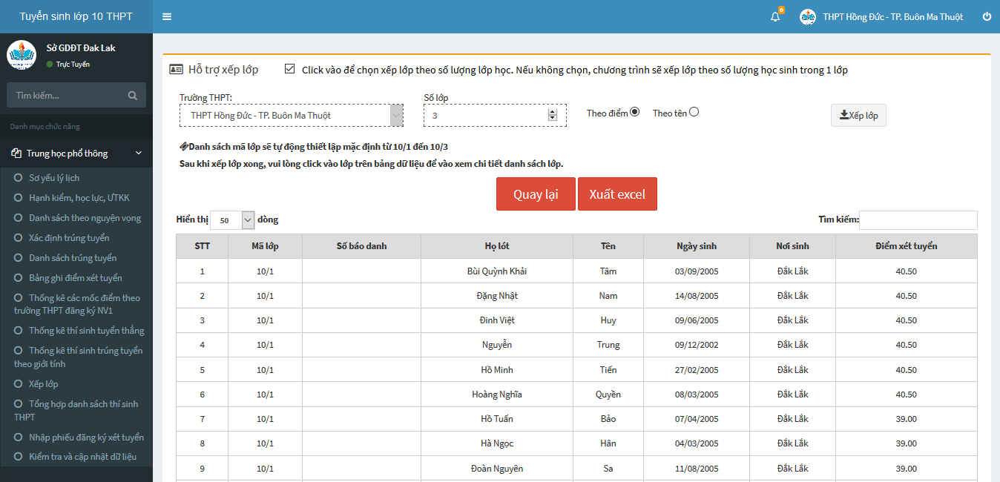 Tuyển sinh lớp 10 THPT
0
THPT Hồng Đức - TP. Buôn Ma Thuột
Sở GDĐT Đak Lak
Trực Tuyến
Tìm kiếm...
Danh mục chức năng
Trung học phổ thông
Sơ yếu lý lịch
Hạnh kiểm, học lực, ƯTKK
Danh sách theo nguyện vọng
Xác định trúng tuyển
Danh sách trúng tuyển
Bảng ghi điểm xét tuyển
Thống kê các mốc điểm theo
trường THPT đăng ký NV1
Thống kê thí sinh tuyển thẳng
Thống kê thí sinh trúng tuyển
theo giới tính
Xếp lớp
Tổng hợp danh sách thí sinh
THPT
Nhập phiếu đăng ký xét tuyển
Kiểm tra và cập nhật dữ liệu
Hỗ trợ xếp lớp
Click vào để chọn xếp lớp theo số lượng lớp học. Nếu không chọn, chương trình sẽ xếp lớp theo số lượng học sinh trong 1 lớp
Trường THPT: Số lớp
THPT Hồng Đức - TP. Buôn Ma Thuột 3 Theo điểm Theo tên Xếp lớp
Danh sách mã lớp sẽ tự động thiết lập mặc định từ 10/1 đến 10/3
Sau khi xếp lớp xong, vui lòng click vào lớp trên bảng dữ liệu để vào xem chi tiết danh sách lớp.
Quay lại Xuất excel
Hiển thị 50 dòng Tìm kiếm:
STT Mã lớp Số báo danh Họ lót Tên Ngày sinh Nơi sinh Điểm xét tuyển
1 10/1 Bùi Quỳnh Khải Tâm 03/09/2005 Đắk Lắk 40.50
2 10/1 Đặng Nhật Nam 14/08/2005 Đắk Lắk 40.50
3 10/1 Đinh Việt Huy 09/06/2005 Đắk Lắk 40.50
4 10/1 Nguyễn Trung 09/12/2002 Đắk Lắk 40.50
5 10/1 Hồ Minh Tiến 27/02/2005 Đắk Lắk 40.50
6 10/1 Hoàng Nghĩa Quyền 08/03/2005 Đắk Lắk 40.50
7 10/1 Hồ Tuấn Bảo 07/04/2005 Đắk Lắk 39.00
8 10/1 Hà Ngọc Hân 04/03/2005 Đắk Lắk 39.00
9 10/1 Đoàn Nguyên Sa 11/08/2005 Đắk Lắk 39.00